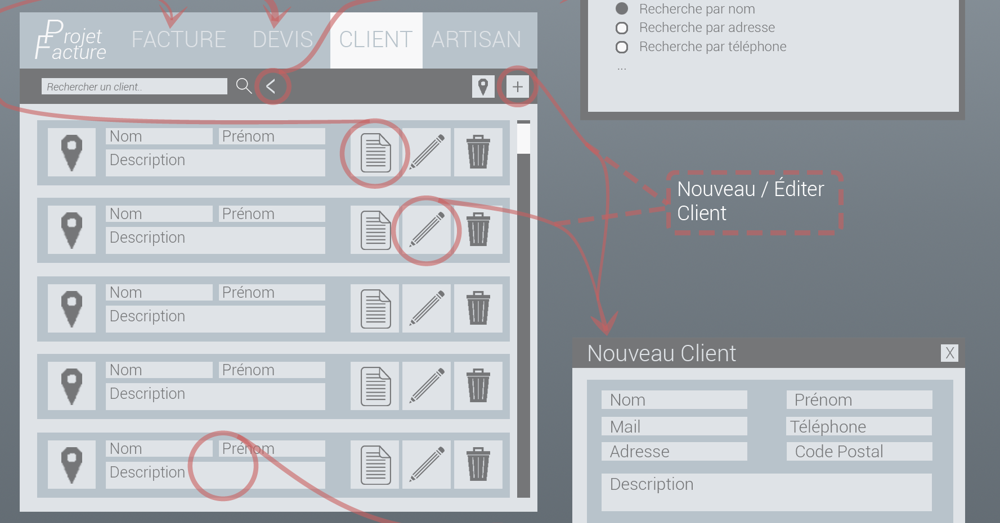 Recherche par nom
Recherche par adresse
Recherche par téléphone
...
Projet
Facture
FACTURE DEVIS CLIENT ARTISAN
Rechercher un client..
<
+
Nom Prénom
Description
Nom Prénom
Description
Nom Prénom
Description
Nom Prénom
Description
Nom Prénom
Description
Nouveau / Éditer
Client
Nouveau Client X
Nom Prénom
Mail Téléphone
Adresse Code Postal
Description